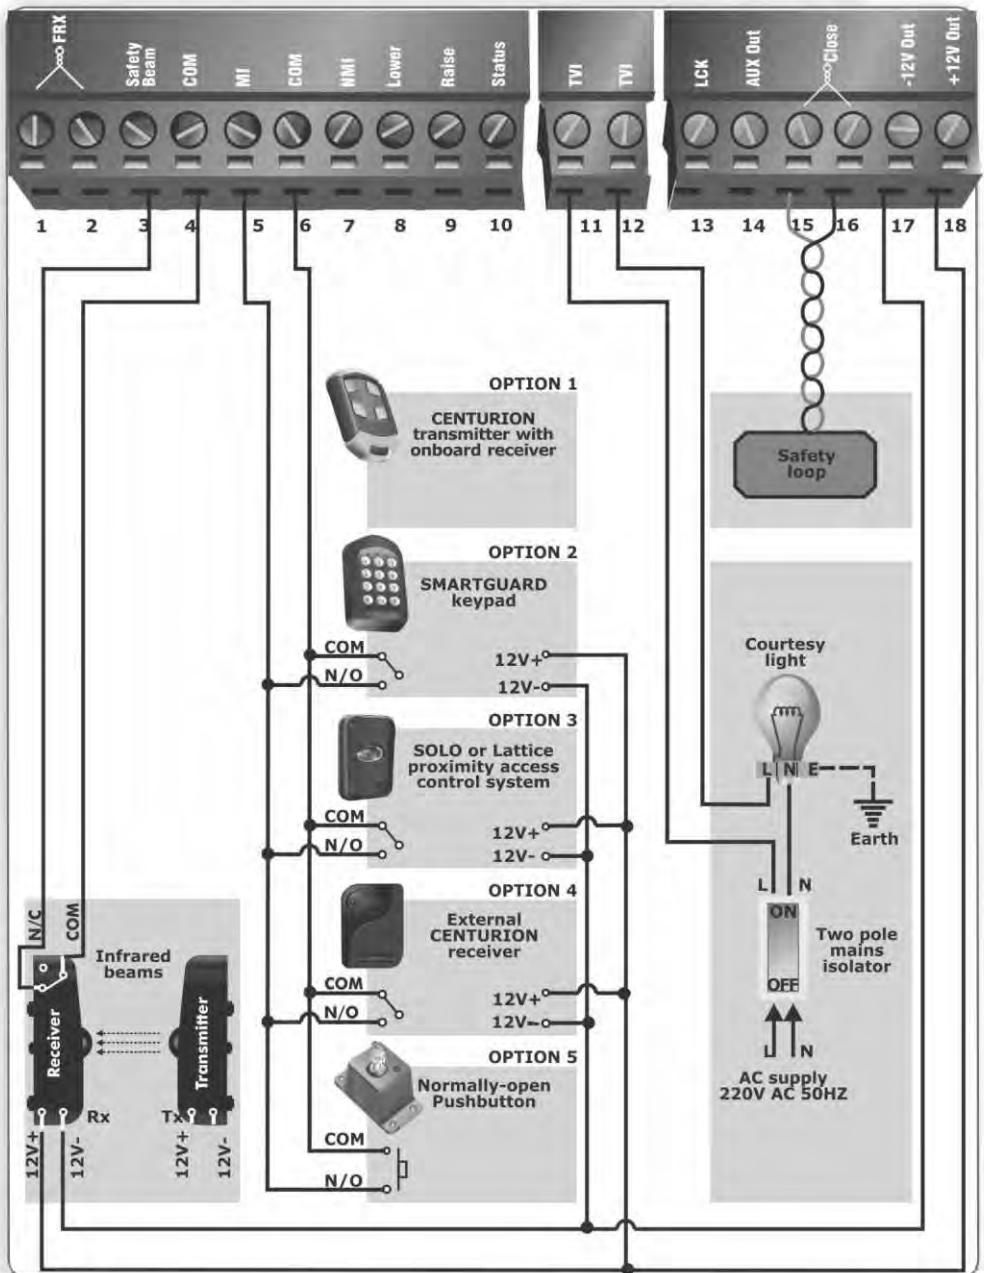 FRX
Safety
Beam
COM
MI
COM
NMI
Lower
Raise
Status
TVI
TVI
LCK
AUX Out
Close
-12V Out
+12V Out
1 2 3 4 5 6 7 8 9 10 11 12 13 14 15 16 17 18
OPTION 1
CENTURION
transmitter with
onboard receiver
Safety
loop
OPTION 2
SMARTGUARD
keypad
COM
N/O
12V+
12V-
Courtesy
light
L N E
Earth
OPTION 3
SOLO or Lattice
proximity access
control system
COM
N/O
12V+
12V-
L N
ON
OFF
Two pole
mains
isolator
L N
AC supply
220V AC 50HZ
OPTION 4
External
CENTURION
receiver
COM
N/O
12V+
12V-
N/C
COM
Infrared
beams
Receiver
Transmitter
Rx
Tx
12V+
12V-
12V+
12V-
OPTION 5
Normally-open
Pushbutton
COM
N/O